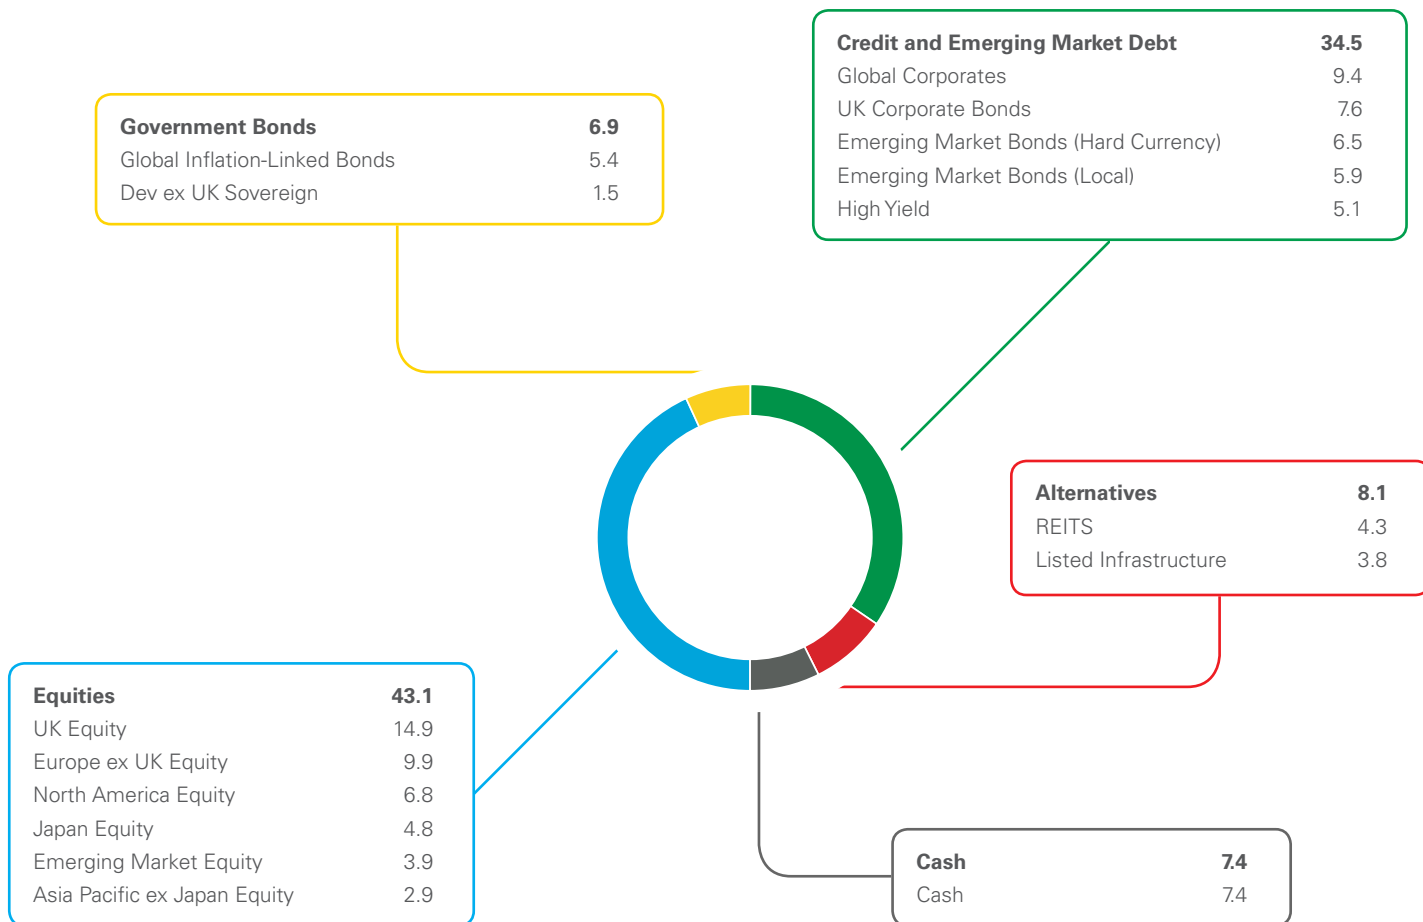 Credit and Emerging Market Debt 34.5
Global Corporates 9.4
UK Corporate Bonds 7.6
Emerging Market Bonds (Hard Currency) 6.5
Emerging Market Bonds (Local) 5.9
High Yield 5.1
Government Bonds 6.9
Global Inflation-Linked Bonds 5.4
Dev ex UK Sovereign 1.5
Alternatives 8.1
REITS 4.3
Listed Infrastructure 3.8
Equities 43.1
UK Equity 14.9
Europe ex UK Equity 9.9
North America Equity 6.8
Japan Equity 4.8
Emerging Market Equity 3.9
Asia Pacific ex Japan Equity 2.9
Cash 7.4
Cash 7.4